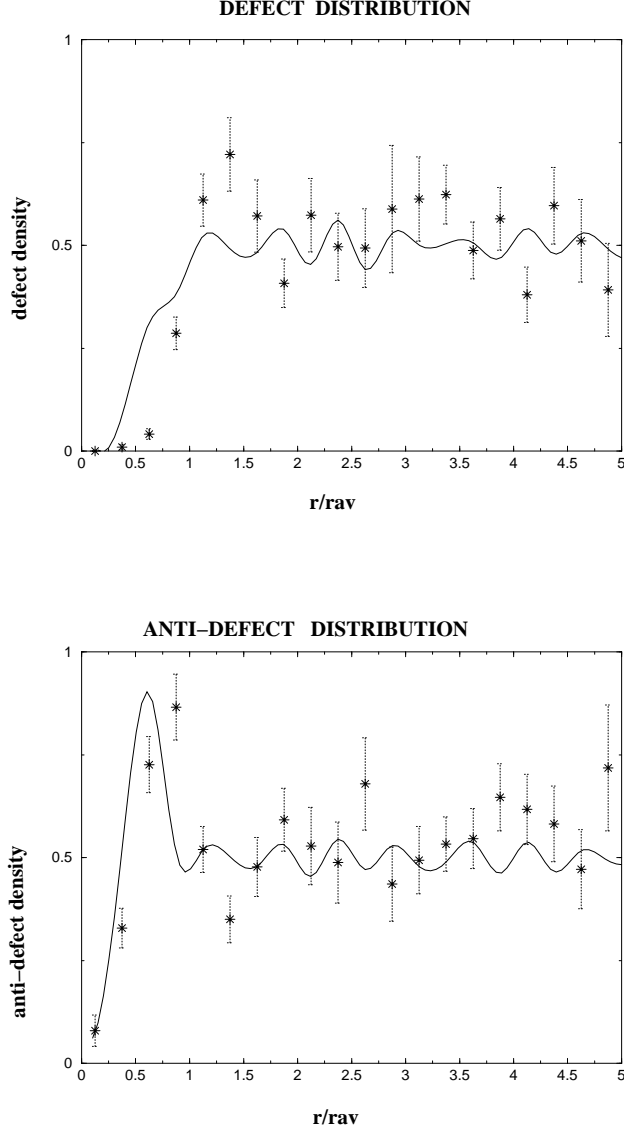 DEFECT DISTRIBUTION
1
0.5
0
defect density
0 0.5 1 1.5 2 2.5 3 3.5 4 4.5 5
r/rav
ANTI−DEFECT DISTRIBUTION
1
0.5
0
anti−defect density
0 0.5 1 1.5 2 2.5 3 3.5 4 4.5 5
r/rav